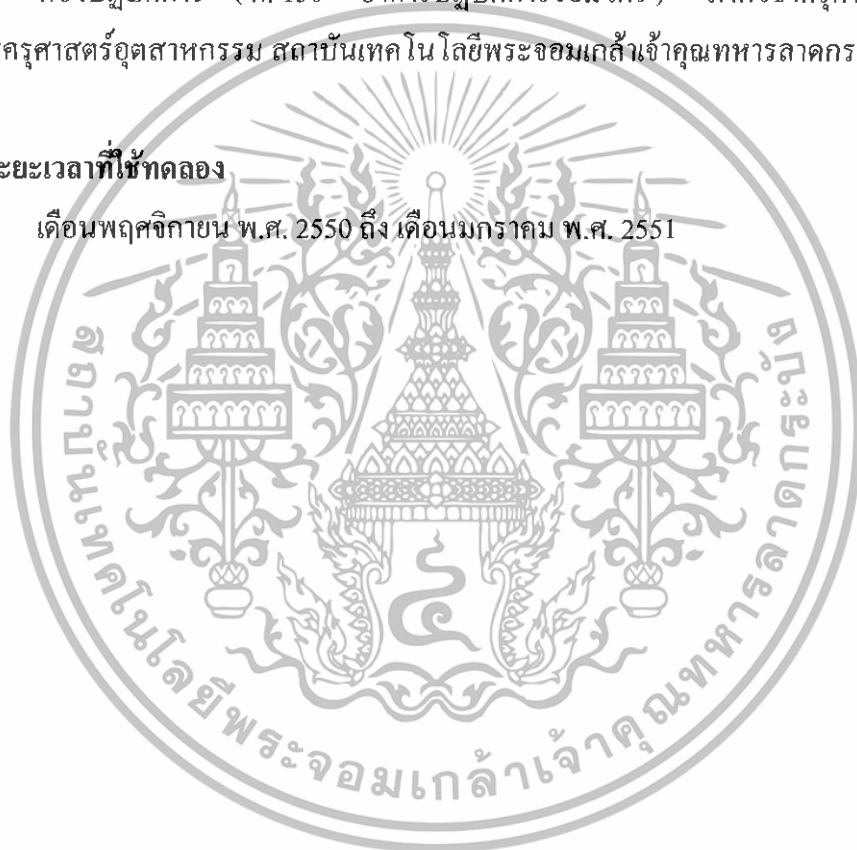 ครุศาสตร์อุตสาหกรรม สถาบันเทคโนโลยีพระจอมเกล้าเจ้าคุณทหารลาดกร
ะยะเวลาที่ใช้ทดลอง
เดือนพฤศจิกายน พ.ศ. 2550 ถึง เดือนมกราคม พ.ศ. 2551
สถาบันเทคโนโลยีพระจอมเกล้าเจ้าคุณทหารลาดกระบัง